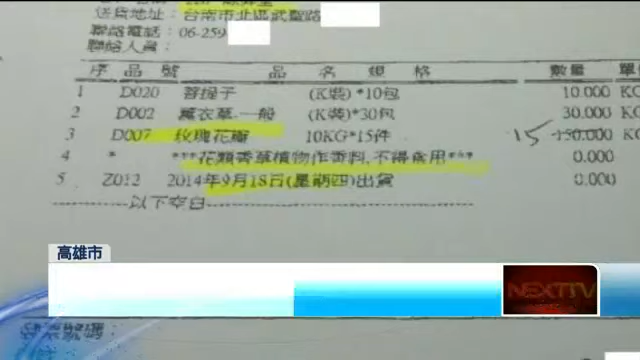 送貨地址: 台南市北區武聖路
聯絡電話: 06-259
聯絡人員:
序 品 號 品 名 規 格 數量 單
1 D020 菩提子 (K裝)*10包 10.000 KG
2 D002 薰衣草-一般 (K裝)*30包 30.000 KG
3 D007 玫瑰花瓣 10KG*15件 15 150.000 KG
4 * ***花類香草植物作香料,不得食用*** 0.000
5 Z012 2014年9月18日(星期四)出貨 0.000
以下空白
高雄市
NEXTTV